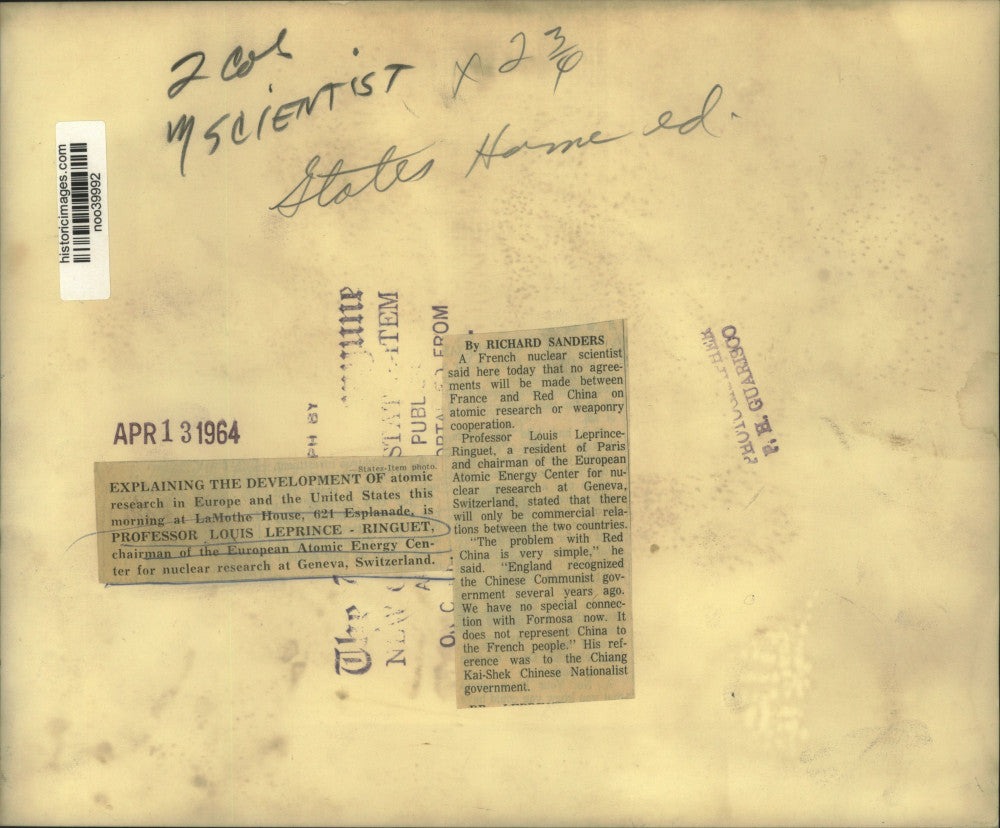 2 Col
M SCIENTIST x 2 3/4
States Home ed.
historicimages.com
noo39992
APR 13 1964
PH BY
The
STAT ITEM
PUBL
FROM
P. E. GUARISCO
—States-Item photo.
EXPLAINING THE DEVELOPMENT OF atomic
research in Europe and the United States this
morning at LaMothe House, 621 Esplanade, is
PROFESSOR LOUIS LEPRINCE - RINGUET,
chairman of the European Atomic Energy Cen-
ter for nuclear research at Geneva, Switzerland.
By RICHARD SANDERS
A French nuclear scientist
said here today that no agree-
ments will be made between
France and Red China on
atomic research or weaponry
cooperation.
Professor Louis Leprince-
Ringuet, a resident of Paris
and chairman of the European
Atomic Energy Center for nu-
clear research at Geneva,
Switzerland, stated that there
will only be commercial rela-
tions between the two countries.
"The problem with Red
China is very simple," he
said. "England recognized
the Chinese Communist gov-
ernment several years ago.
We have no special connec-
tion with Formosa now. It
does not represent China to
the French people." His ref-
erence was to the Chiang
Kai-Shek Chinese Nationalist
government.